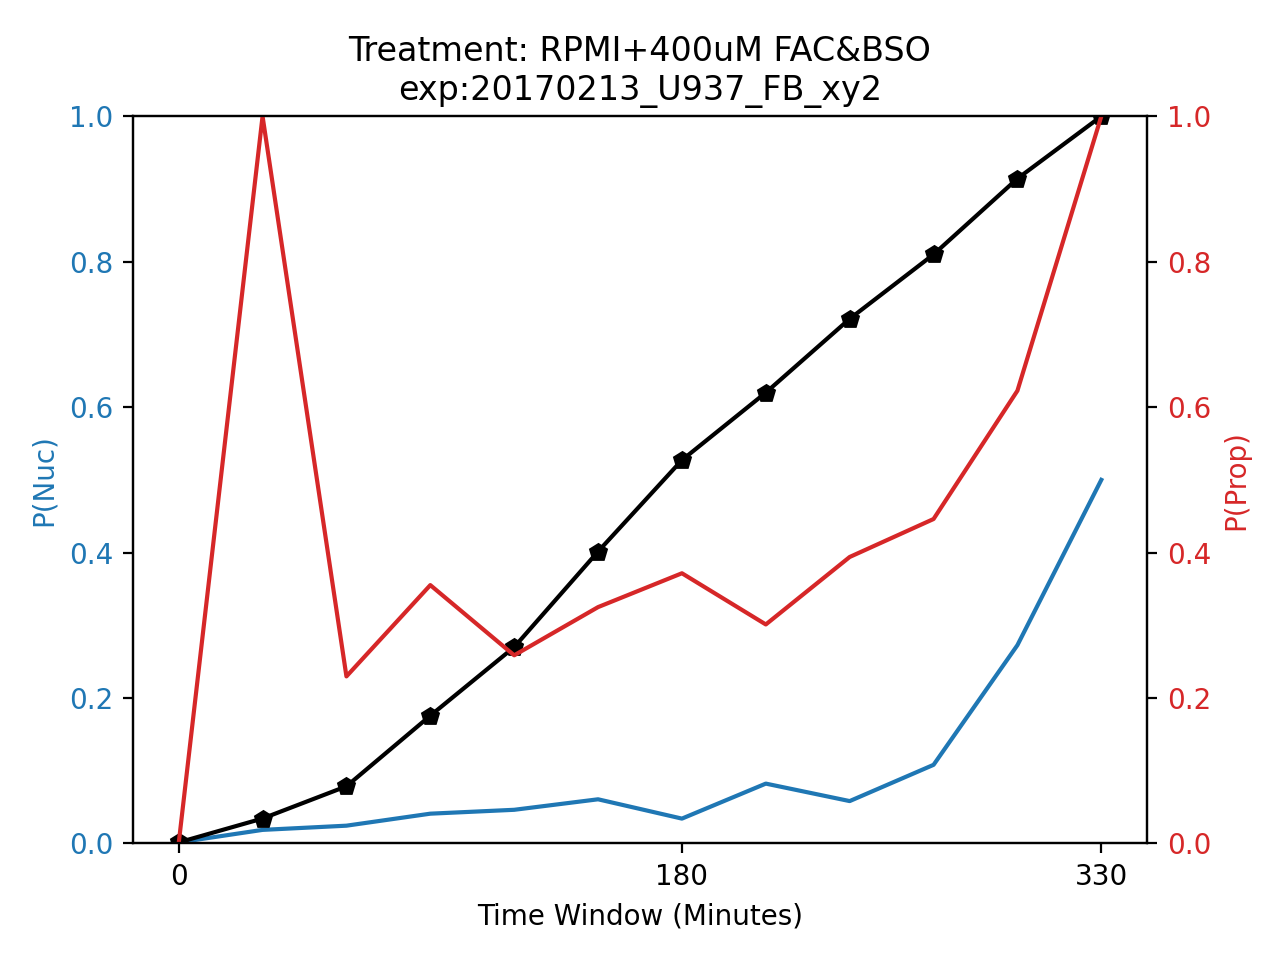 Treatment: RPMI+400uM FAC&BSO
exp:20170213_U937_FB_xy2
1.0
0.8
0.6
0.4
0.2
0.0
P(Nuc)
1.0
0.8
0.6
0.4
0.2
0.0
P(Prop)
0 180 330
Time Window (Minutes)